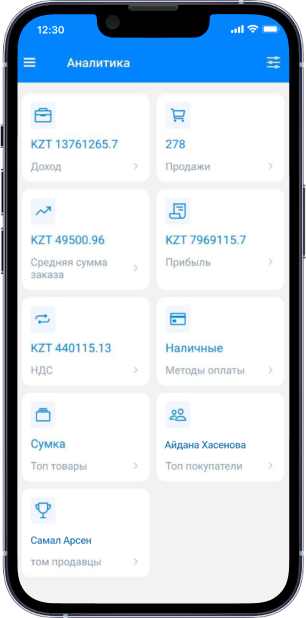 12:30
Аналитика
KZT 13761265.7
Доход
278
Продажи
KZT 49500.96
Средняя сумма
заказа
KZT 7969115.7
Прибыль
KZT 440115.13
НДС
Наличные
Методы оплаты
Сумка
Топ товары
Айдана Хасенова
Топ покупатели
Самал Арсен
том продавцы